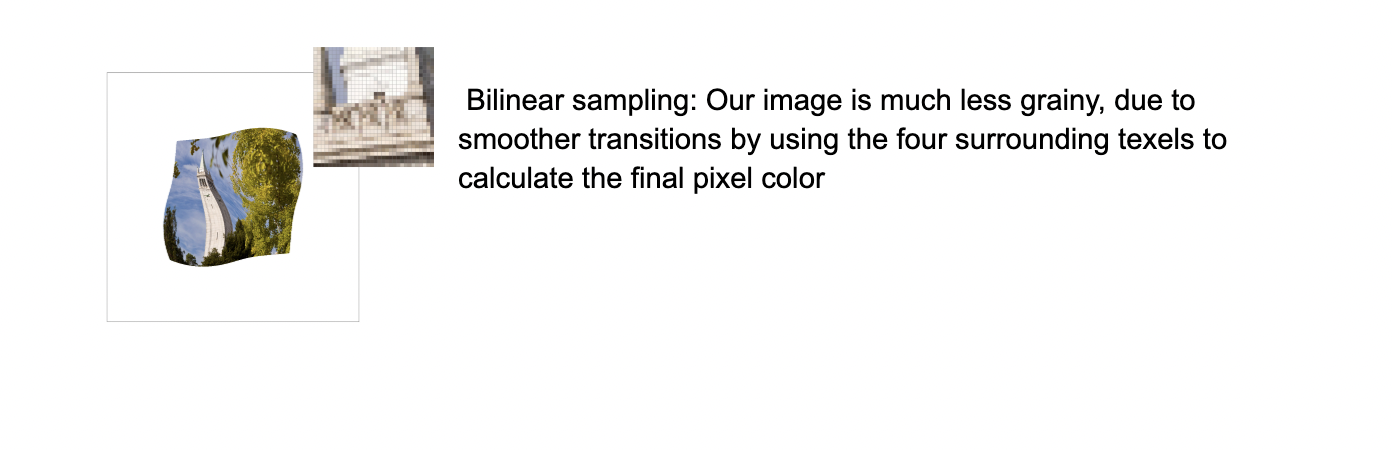 Bilinear sampling: Our image is much less grainy, due to
smoother transitions by using the four surrounding texels to
calculate the final pixel color